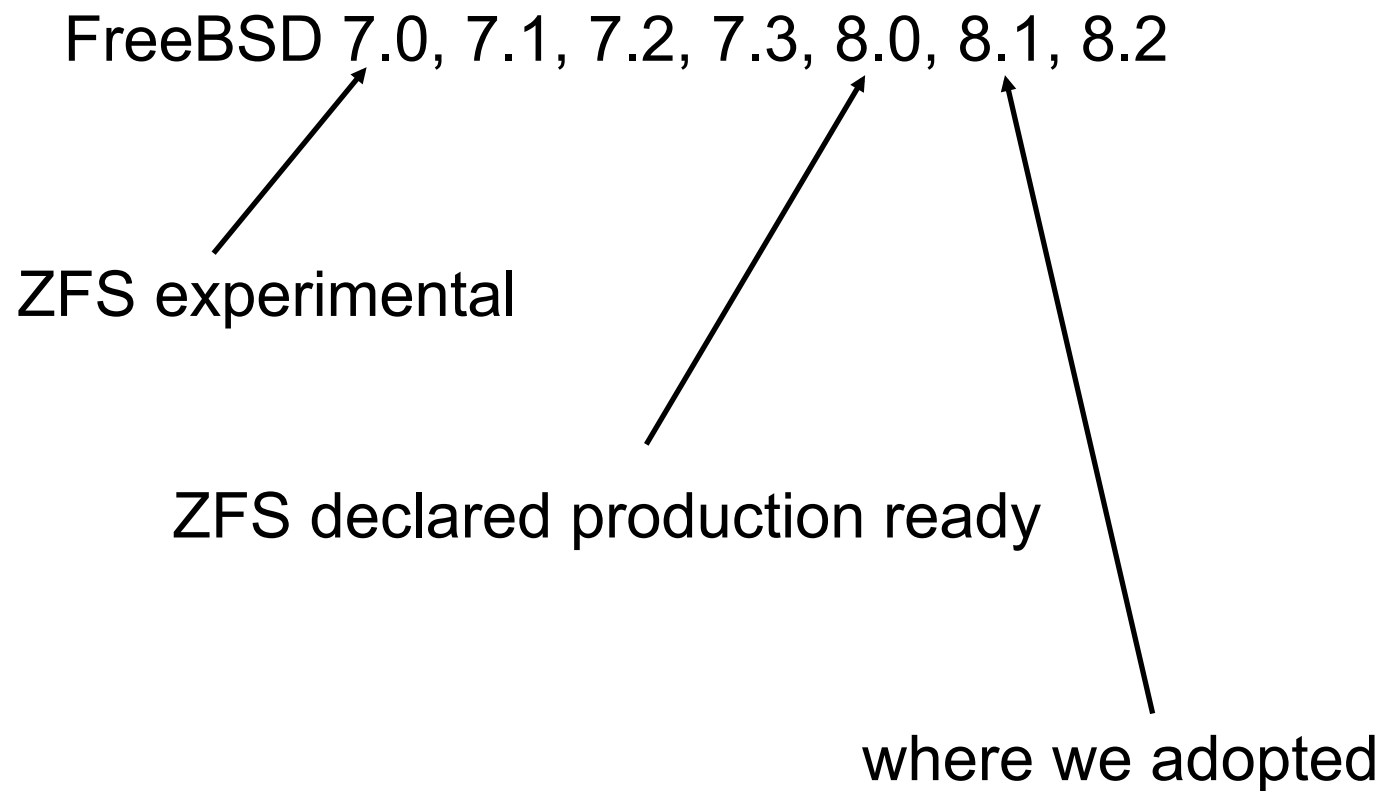 FreeBSD 7.0, 7.1, 7.2, 7.3, 8.0, 8.1, 8.2
ZFS experimental
ZFS declared production ready
where we adopted